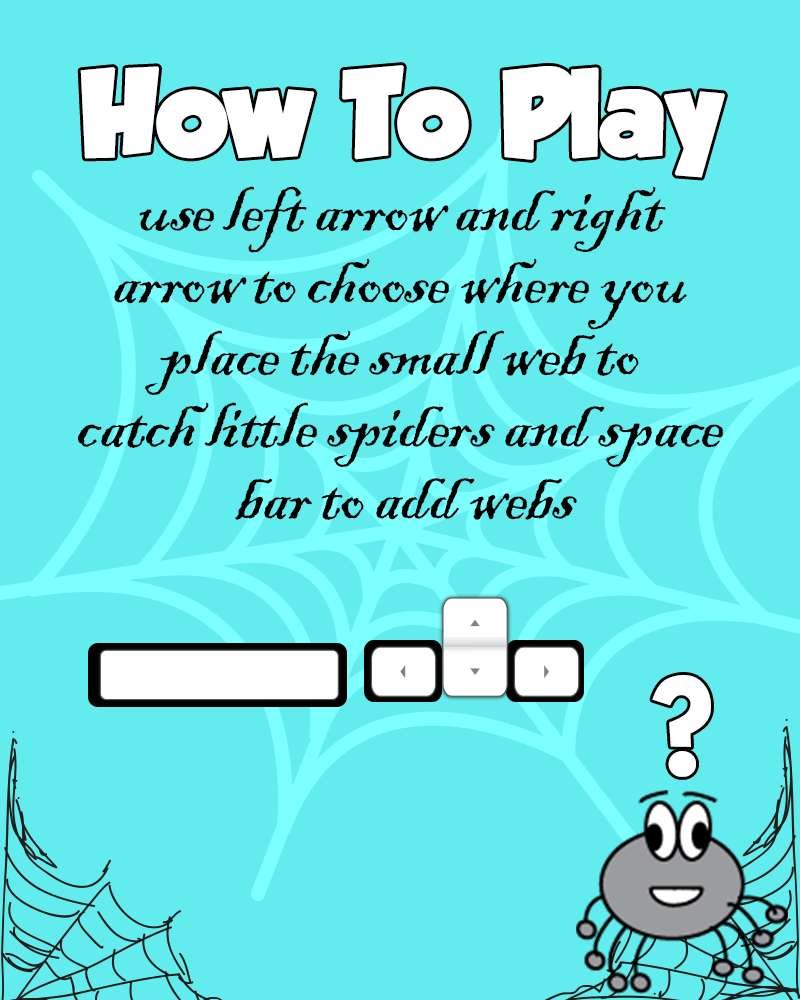 How To Play
use left arrow and right
arrow to choose where you
place the small web to
catch little spiders and space
bar to add webs
?